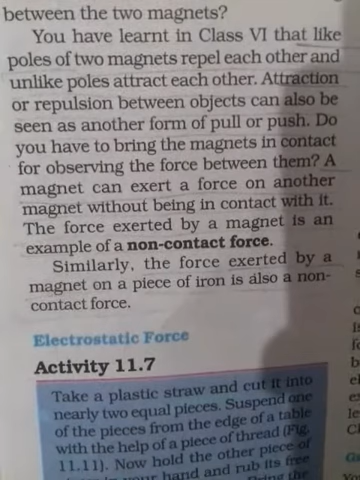 between the two magnets?
You have learnt in Class VI that like
poles of two magnets repel each other and
unlike poles attract each other. Attraction
or repulsion between objects can also be
seen as another form of pull or push. Do
you have to bring the magnets in contact
for observing the force between them? A
magnet can exert a force on another
magnet without being in contact with it.
The force exerted by a magnet is an
example of a non-contact force.
Similarly, the force exerted by a
magnet on a piece of iron is also a non-
contact force.
Electrostatic Force
Activity 11.7
Take a plastic straw and cut it into
nearly two equal pieces. Suspend one
of the pieces from the edge of a table
with the help of a piece of thread (Fig.
11.11). Now hold the other piece of
hand and rub its free